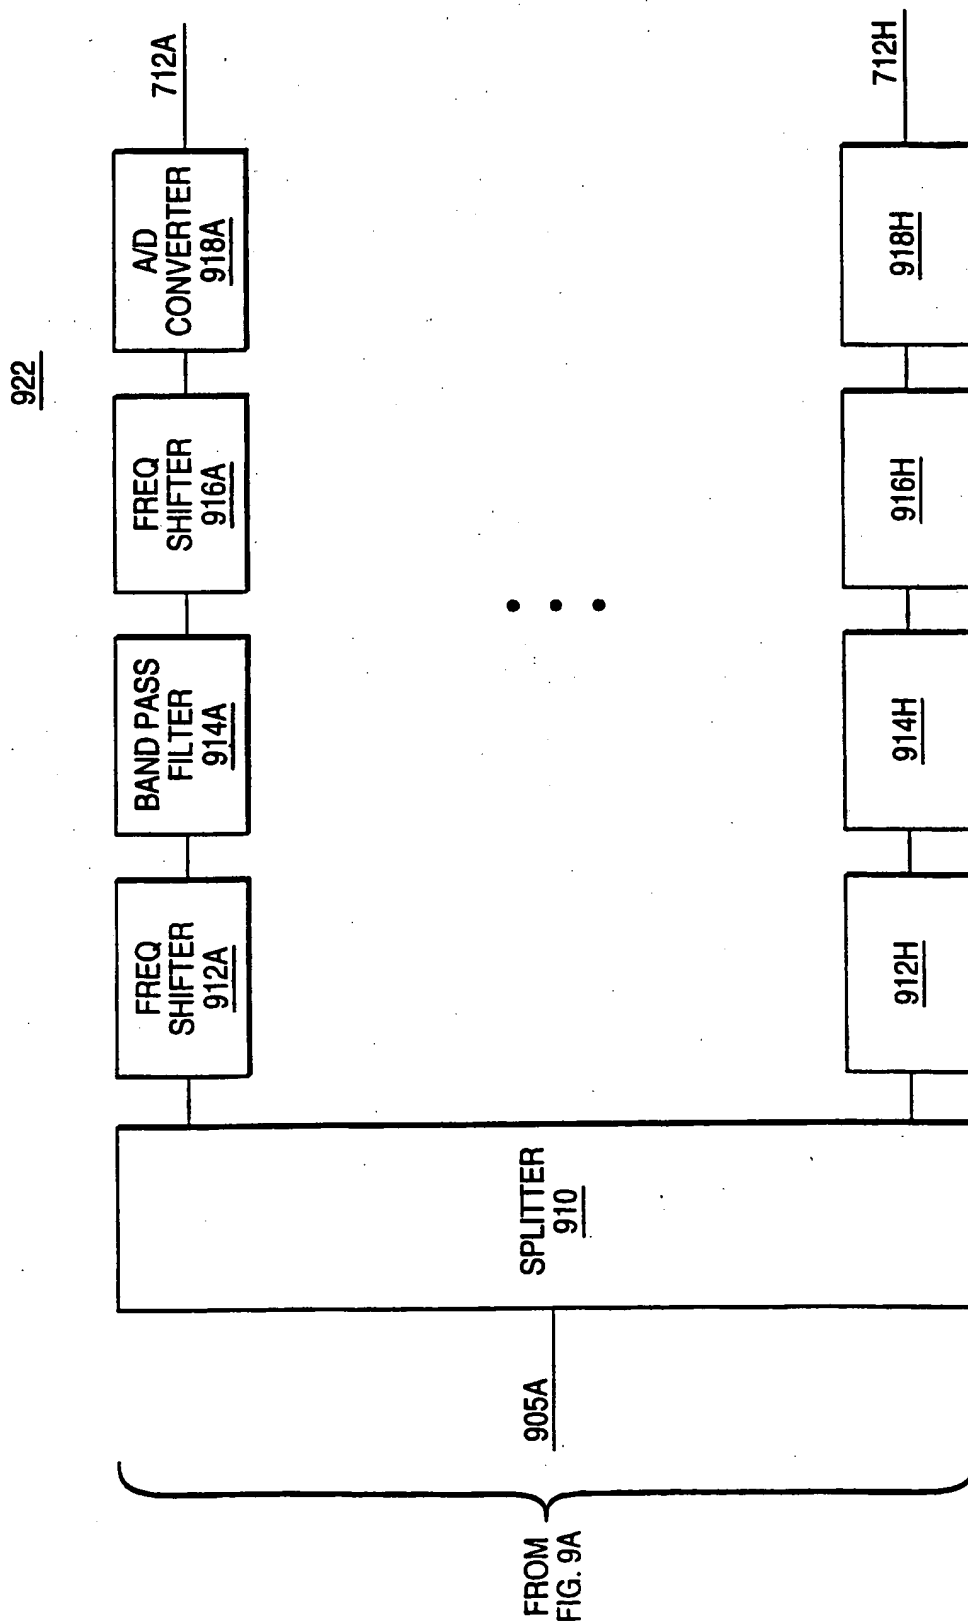 922
FROM
FIG. 9A
905A
SPLITTER
910
FREQ
SHIFTER
912A
BAND PASS
FILTER
914A
FREQ
SHIFTER
916A
A/D
CONVERTER
918A
712A
912H
914H
916H
918H
712H